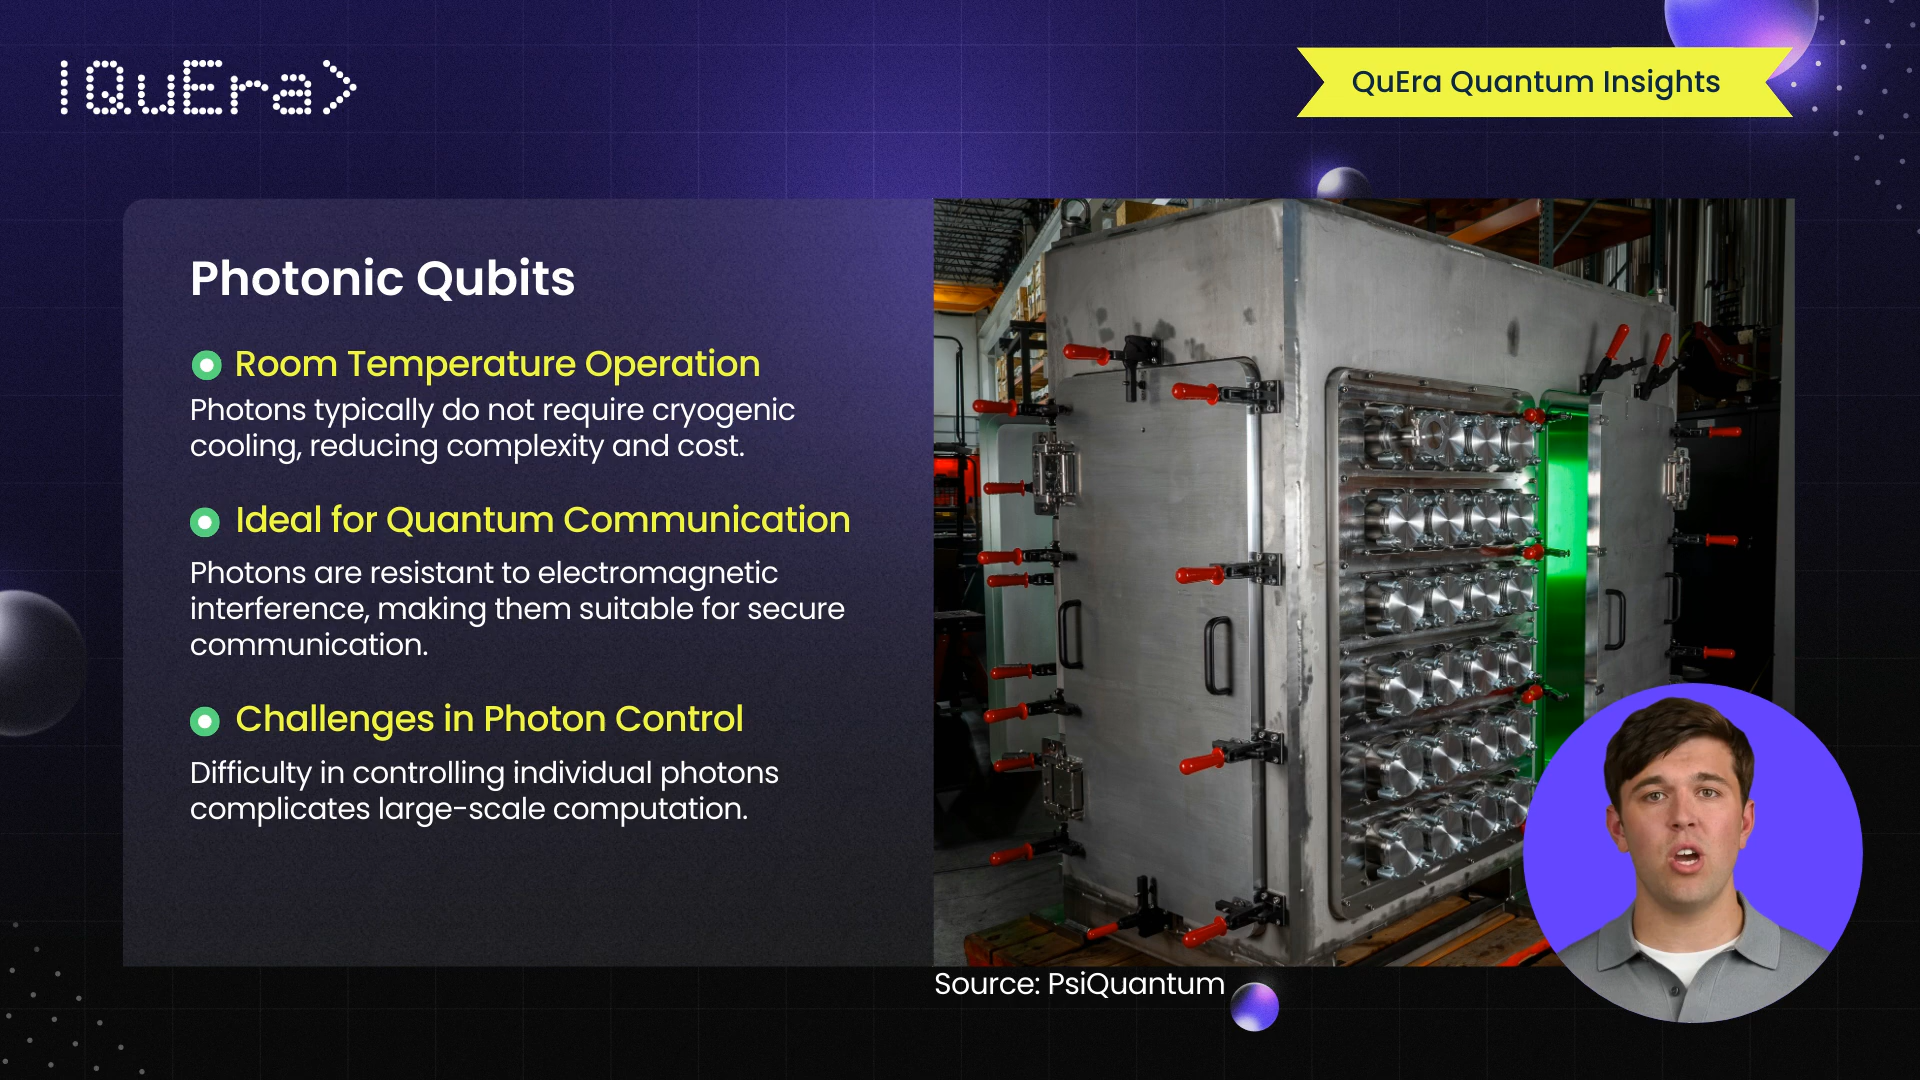 |QuEra>
QuEra Quantum Insights
Photonic Qubits
Room Temperature Operation
Photons typically do not require cryogenic
cooling, reducing complexity and cost.
Ideal for Quantum Communication
Photons are resistant to electromagnetic
interference, making them suitable for secure
communication.
Challenges in Photon Control
Difficulty in controlling individual photons
complicates large-scale computation.
Source: PsiQuantum